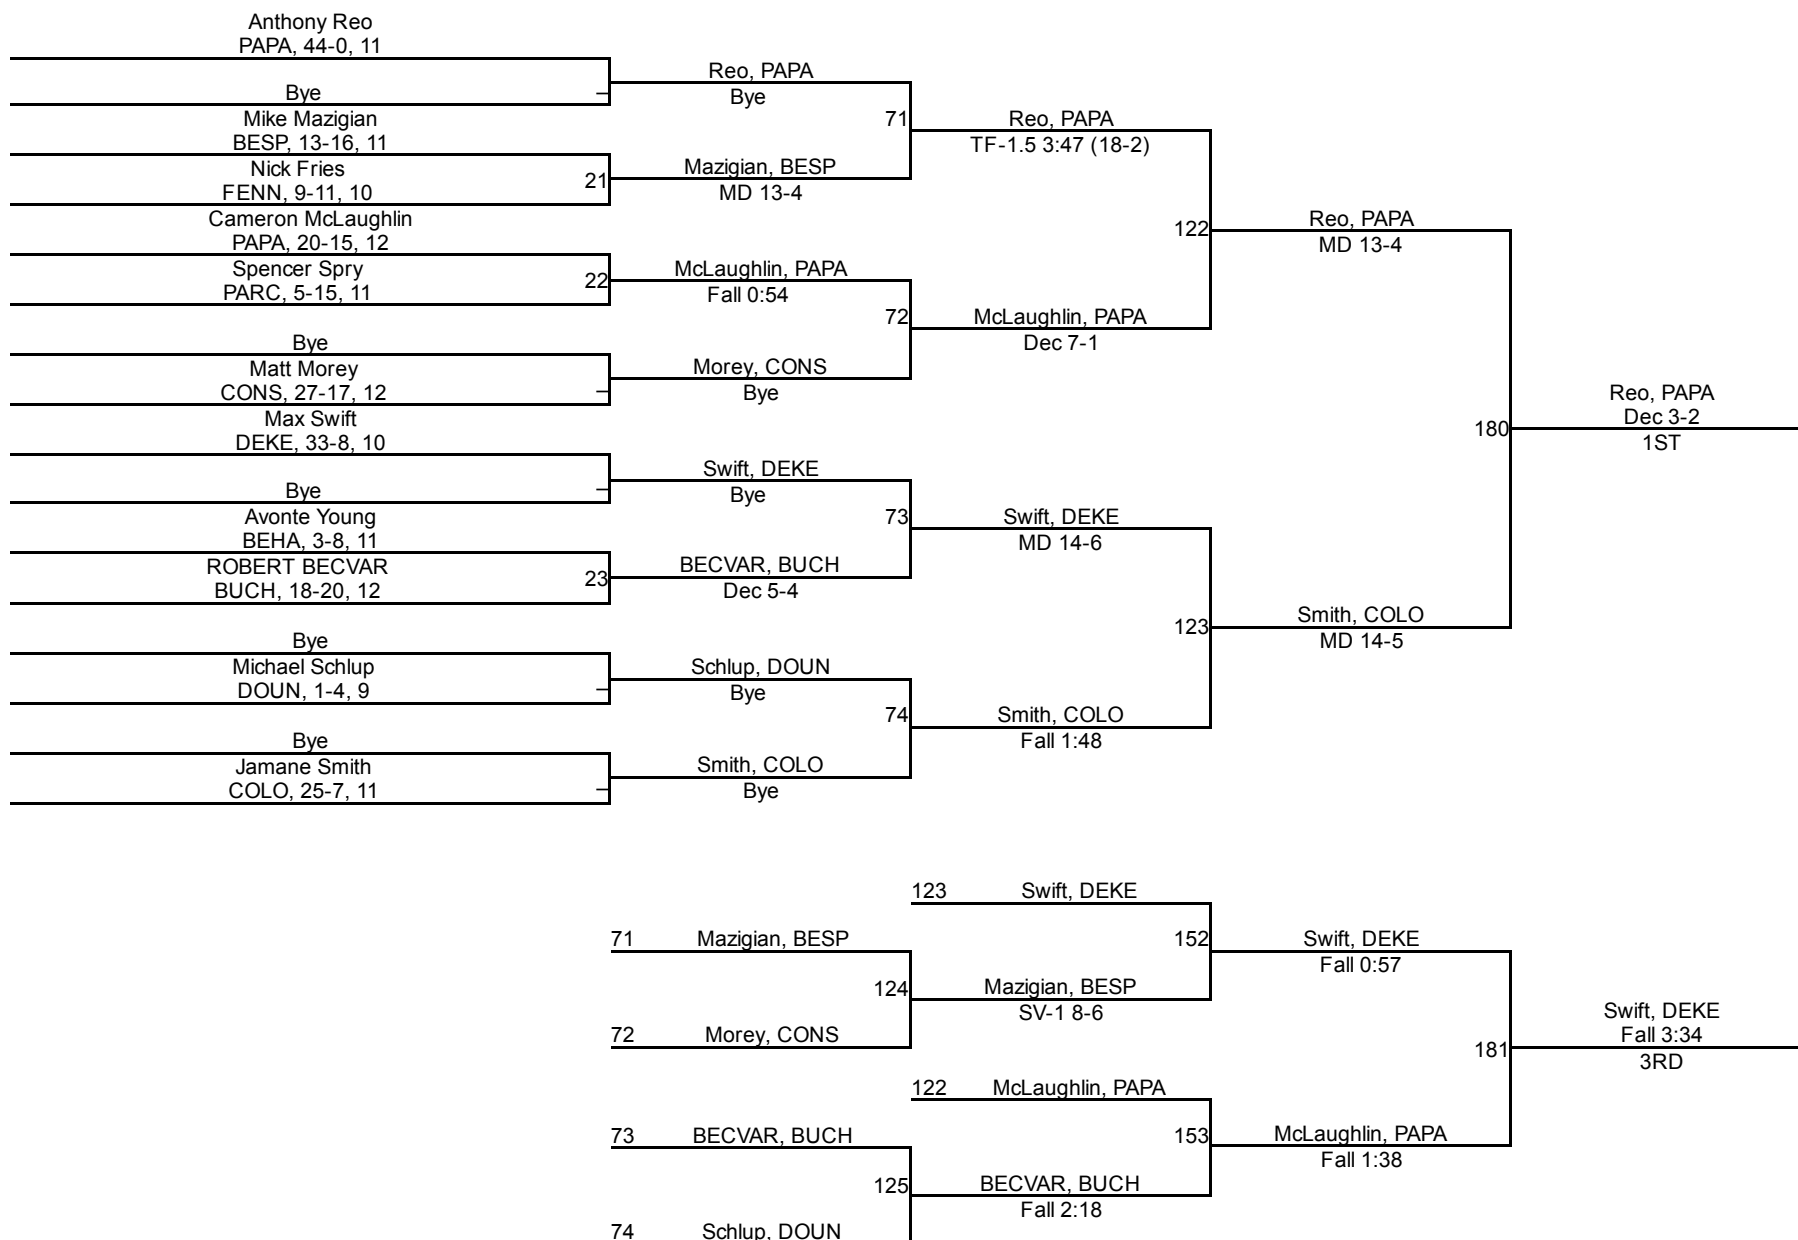 Anthony Reo
PAPA, 44-0, 11
Bye
Mike Mazigian
BESP, 13-16, 11
Nick Fries
FENN, 9-11, 10
Cameron McLaughlin
PAPA, 20-15, 12
Spencer Spry
PARC, 5-15, 11
Bye
Matt Morey
CONS, 27-17, 12
Max Swift
DEKE, 33-8, 10
Bye
Avonte Young
BEHA, 3-8, 11
ROBERT BECVAR
BUCH, 18-20, 12
Bye
Michael Schlup
DOUN, 1-4, 9
Bye
Jamane Smith
COLO, 25-7, 11
–
21
22
–
–
23
–
–
Reo, PAPA
Bye
Mazigian, BESP
MD 13-4
McLaughlin, PAPA
Fall 0:54
Morey, CONS
Bye
Swift, DEKE
Bye
BECVAR, BUCH
Dec 5-4
Schlup, DOUN
Bye
Smith, COLO
Bye
71
72
73
74
Reo, PAPA
TF-1.5 3:47 (18-2)
McLaughlin, PAPA
Dec 7-1
Swift, DEKE
MD 14-6
Smith, COLO
Fall 1:48
122
123
Reo, PAPA
MD 13-4
Smith, COLO
MD 14-5
180
Reo, PAPA
Dec 3-2
1ST
71 Mazigian, BESP
72 Morey, CONS
73 BECVAR, BUCH
74 Schlup, DOUN
124
125
123 Swift, DEKE
Mazigian, BESP
SV-1 8-6
122 McLaughlin, PAPA
BECVAR, BUCH
Fall 2:18
152
153
Swift, DEKE
Fall 0:57
McLaughlin, PAPA
Fall 1:38
181
Swift, DEKE
Fall 3:34
3RD